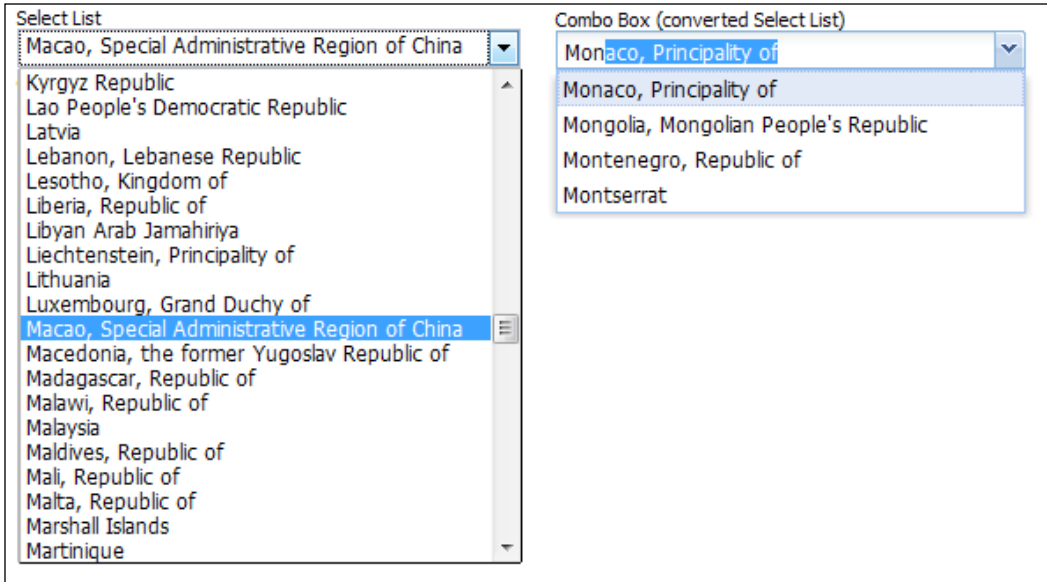 Select List
Macao, Special Administrative Region of China
Kyrgyz Republic
Lao People's Democratic Republic
Latvia
Lebanon, Lebanese Republic
Lesotho, Kingdom of
Liberia, Republic of
Libyan Arab Jamahiriya
Liechtenstein, Principality of
Lithuania
Luxembourg, Grand Duchy of
Macao, Special Administrative Region of China
Macedonia, the former Yugoslav Republic of
Madagascar, Republic of
Malawi, Republic of
Malaysia
Maldives, Republic of
Mali, Republic of
Malta, Republic of
Marshall Islands
Martinique
Combo Box (converted Select List)
Monaco, Principality of
Monaco, Principality of
Mongolia, Mongolian People's Republic
Montenegro, Republic of
Montserrat